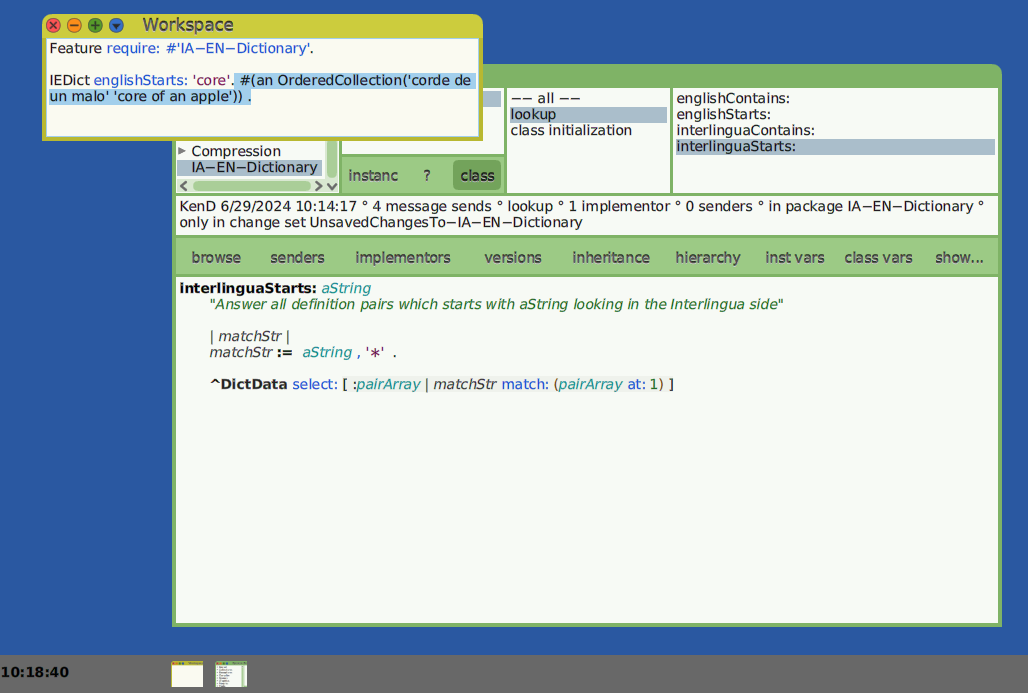 Workspace
Feature require: #'IA−EN−Dictionary'.
IEDict englishStarts: 'core'. #(an OrderedCollection('corde de
un malo' 'core of an apple')) .
−− all −−
lookup
class initialization
englishContains:
englishStarts:
interlinguaContains:
interlinguaStarts:
Compression
IA−EN−Dictionary
instanc ? class
KenD 6/29/2024 10:14:17 ° 4 message sends ° lookup ° 1 implementor ° 0 senders ° in package IA−EN−Dictionary °
only in change set UnsavedChangesTo−IA−EN−Dictionary
browse senders implementors versions inheritance hierarchy inst vars class vars show...
interlinguaStarts: aString
"Answer all definition pairs which starts with aString looking in the Interlingua side"
| matchStr |
matchStr := aString , '*' .
^DictData select: [ :pairArray | matchStr match: (pairArray at: 1) ]
10:18:40